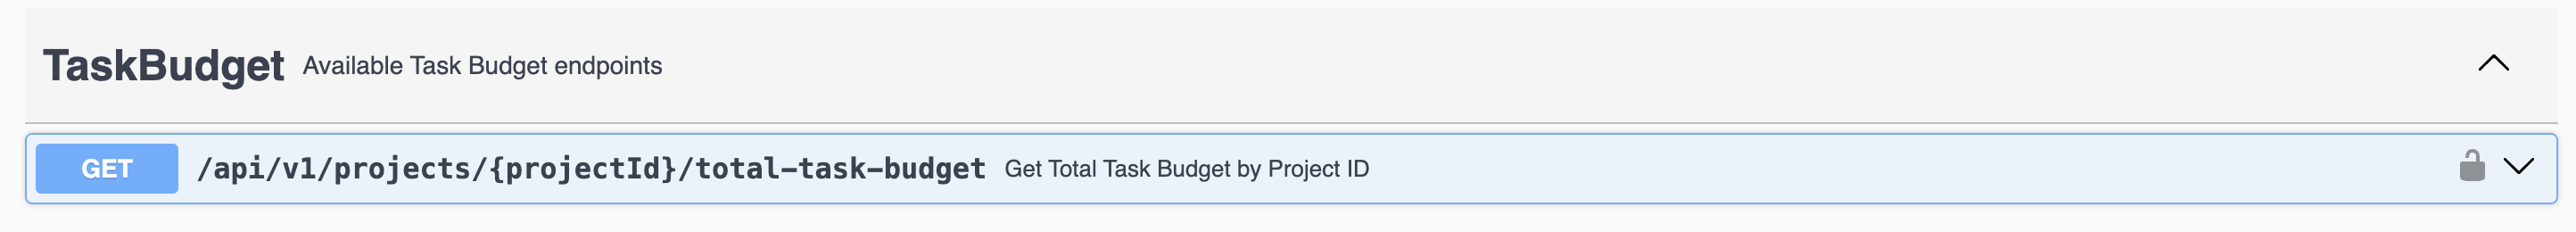 TaskBudget Available Task Budget endpoints
GET /api/v1/projects/{projectId}/total-task-budget Get Total Task Budget by Project ID